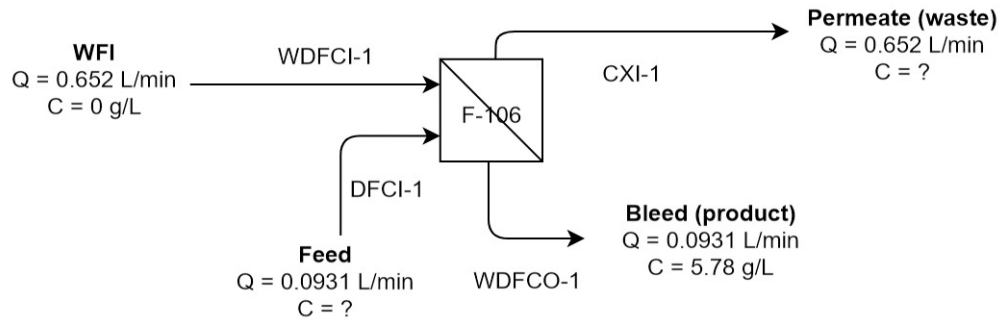 WFI
Q = 0.652 L/min
C = 0 g/L
WDFCI-1
F-106
CXI-1
Permeate (waste)
Q = 0.652 L/min
C = ?
DFCI-1
Feed
Q = 0.0931 L/min
C = ?
WDFCO-1
Bleed (product)
Q = 0.0931 L/min
C = 5.78 g/L